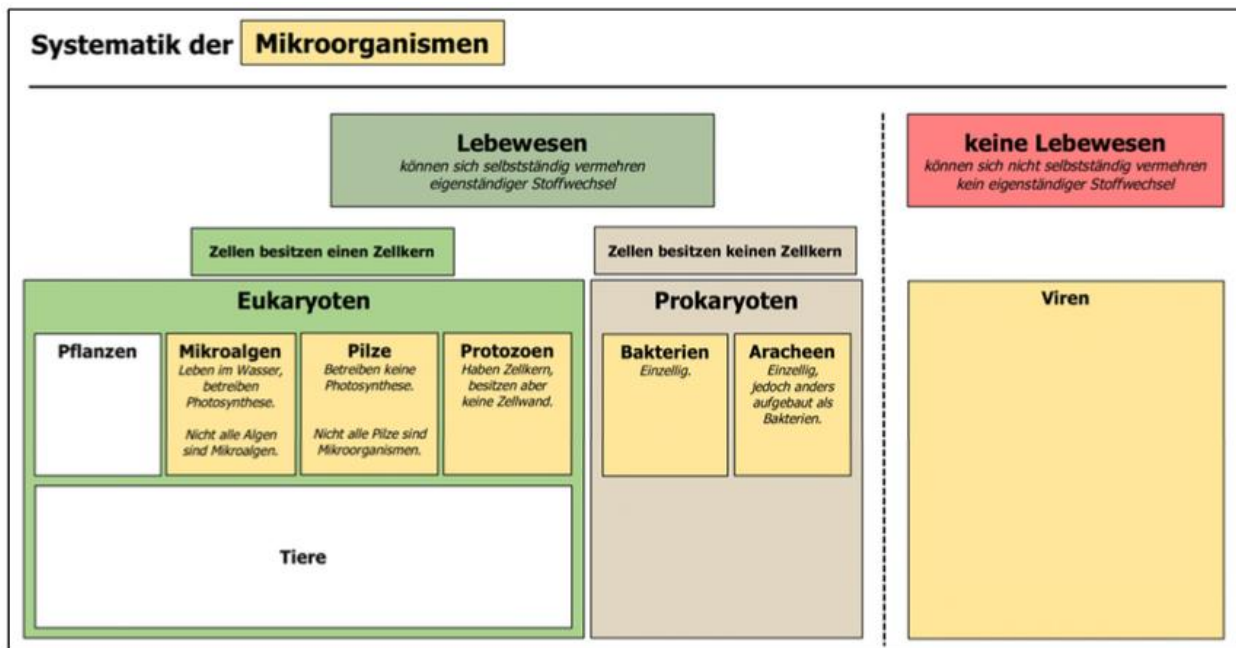 Systematik der Mikroorganismen
Lebewesen
können sich selbstständig vermehren
eigenständiger Stoffwechsel
keine Lebewesen
können sich nicht selbstständig vermehren
kein eigenständiger Stoffwechsel
Zellen besitzen einen Zellkern
Zellen besitzen keinen Zellkern
Eukaryoten
Pflanzen
Mikroalgen
Leben im Wasser,
betreiben
Photosynthese.
Nicht alle Algen
sind Mikroalgen.
Pilze
Betreiben keine
Photosynthese.
Nicht alle Pilze sind
Mikroorganismen.
Protozoen
Haben Zellkern,
besitzen aber
keine Zellwand.
Tiere
Prokaryoten
Bakterien
Einzellig.
Aracheen
Einzellig,
jedoch anders
aufgebaut als
Bakterien.
Viren